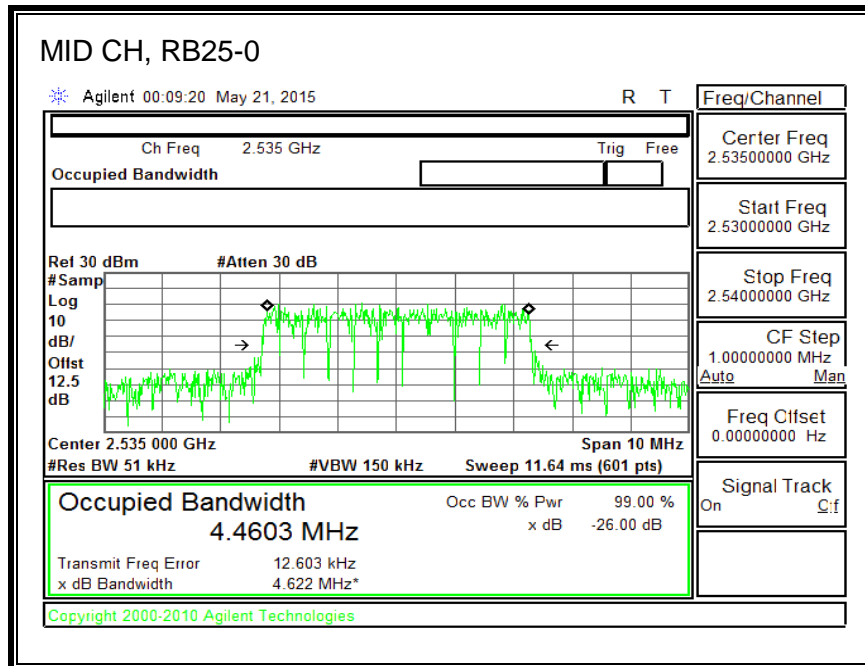 MID CH, RB25-0
Agilent 00:09:20 May 21, 2015 R T
Freq/Channel
Ch Freq 2.535 GHz Trig Free
Occupied Bandwidth
Center Freq
2.53500000 GHz
Start Freq
2.53000000 GHz
Stop Freq
2.54000000 GHz
CF Step
1.00000000 MHz
Auto Man
Freq Offset
0.00000000 Hz
Signal Track
On Off
Ref 30 dBm #Atten 30 dB
#Samp
Log
10
dB/
Offst
12.5
dB
Center 2.535 000 GHz Span 10 MHz
#Res BW 51 kHz #VBW 150 kHz Sweep 11.64 ms (601 pts)
Occupied Bandwidth
4.4603 MHz
Occ BW % Pwr 99.00 %
x dB -26.00 dB
Transmit Freq Error 12.603 kHz
x dB Bandwidth 4.622 MHz*
Copyright 2000-2010 Agilent Technologies